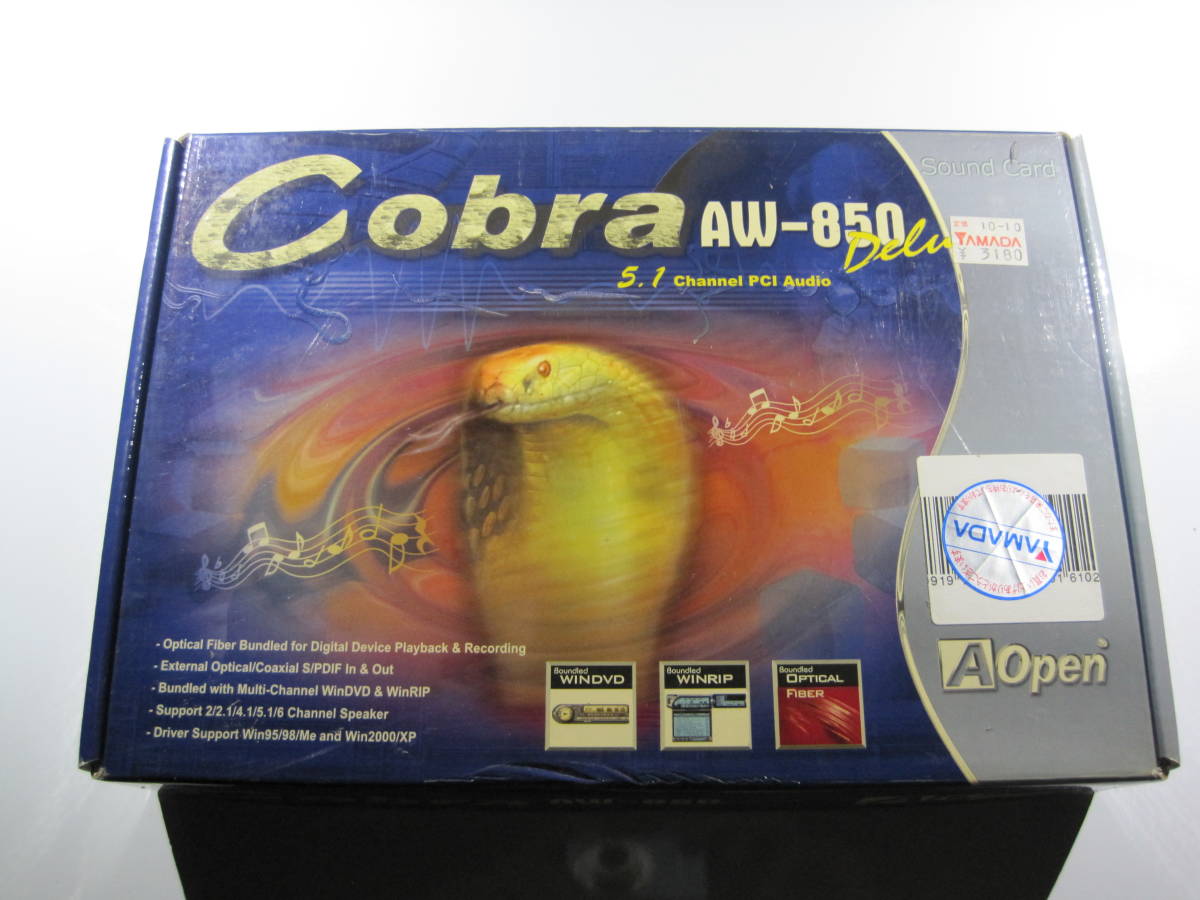 Cobra
AW-850
Sound Card
10-10
YAMADA
¥ 3180
5.1 Channel PCI Audio
YAMADA
6102
AOpen
- Optical Fiber Bundled for Digital Device Playback & Recording
- External Optical/Coaxial S/PDIF In & Out
- Bundled with Multi-Channel WinDVD & WinRIP
- Support 2/2.1/4.1/5.1/6 Channel Speaker
- Driver Support Win95/98/Me and Win2000/XP
Boundled
WINDVD
Boundled
WINRIP
Boundled
OPTICAL
FIBER